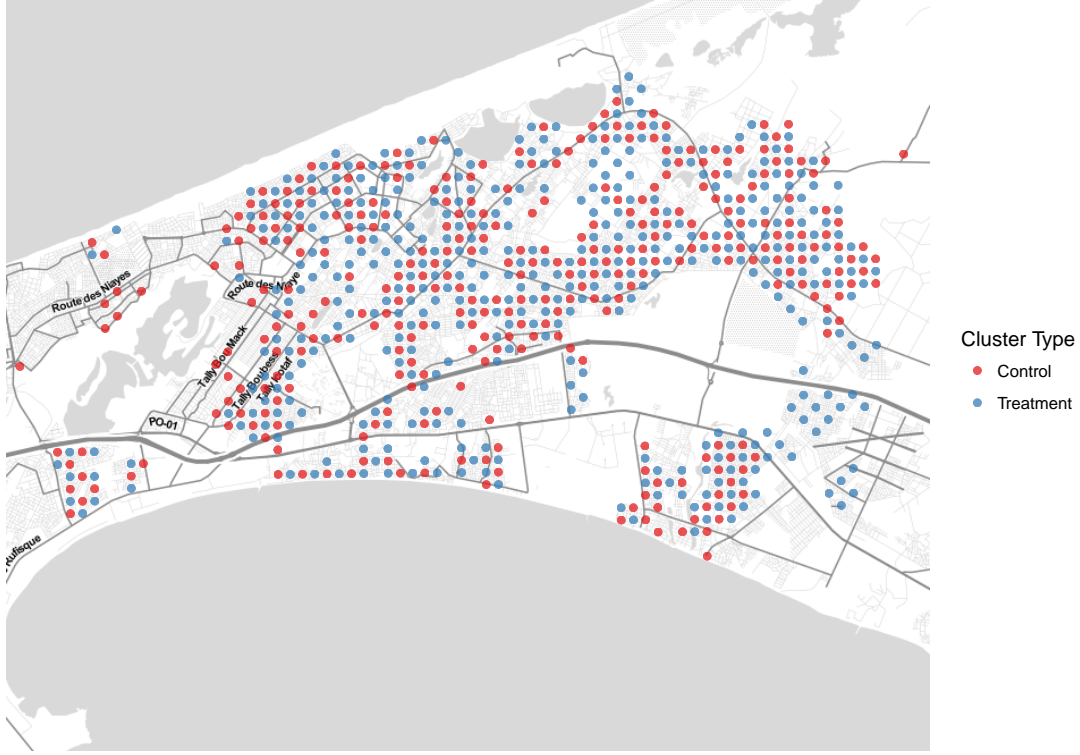 Route des Niayes
Route des Niaye
Tally Bou Mack
Tally Boubess
Tally Icotaf
PO-01
Rufisque
Cluster Type
Control
Treatment